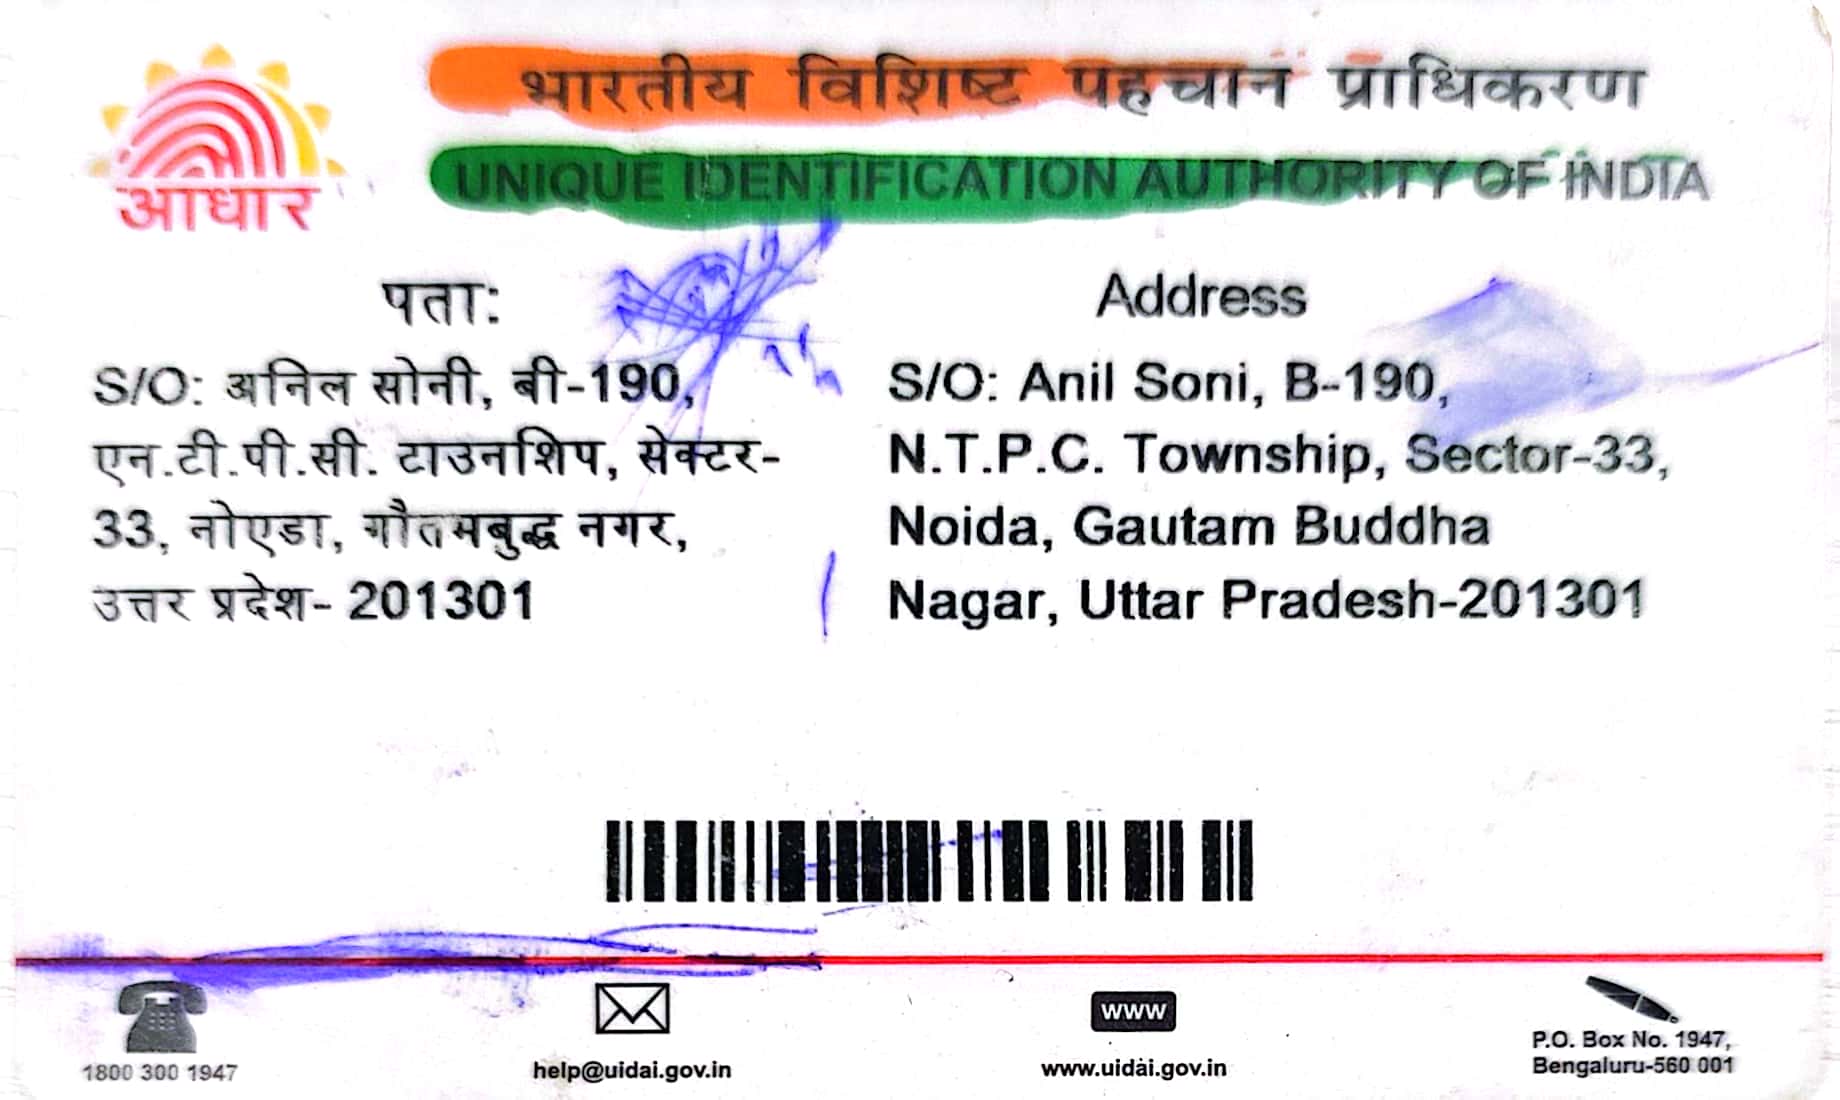 भारतीय विशिष्ट पहचान प्राधिकरण
UNIQUE IDENTIFICATION AUTHORITY OF INDIA
आधार
पता:
S/O: अनिल सोनी, बी-190,
एन.टी.पी.सी. टाउनशिप, सेक्टर-
33, नोएडा, गौतमबुद्ध नगर,
उत्तर प्रदेश- 201301
Address
S/O: Anil Soni, B-190,
N.T.P.C. Township, Sector-33,
Noida, Gautam Buddha
Nagar, Uttar Pradesh-201301
1800 300 1947
help@uidai.gov.in
www
www.uidai.gov.in
P.O. Box No. 1947,
Bengaluru-560 001